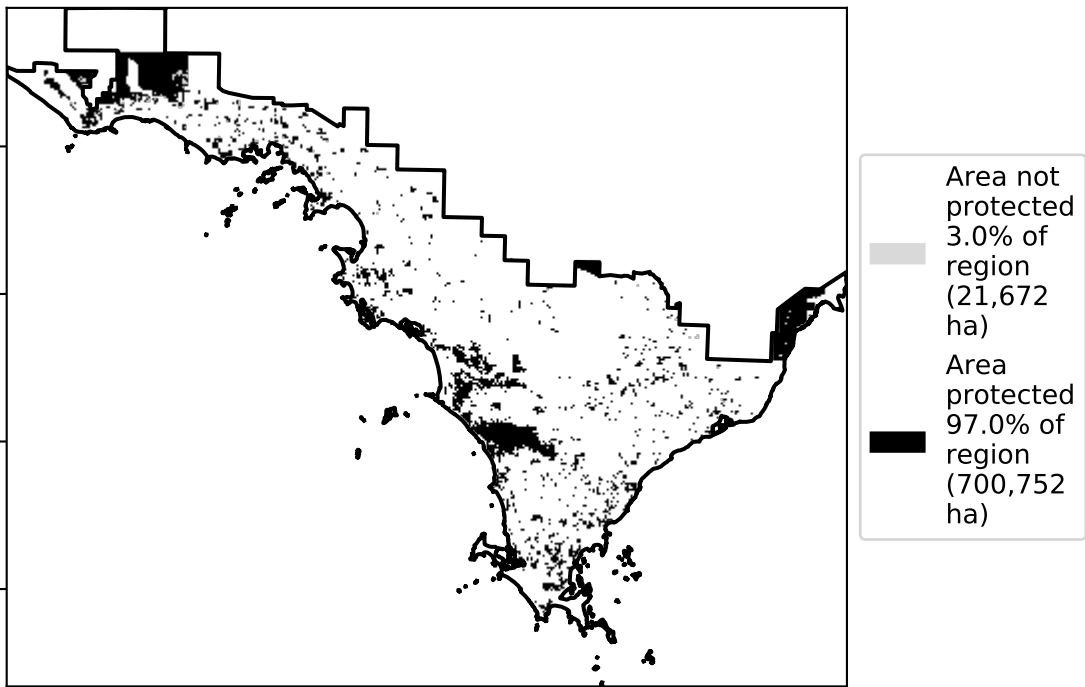 Area not
protected
3.0% of
region
(21,672
ha)
Area
protected
97.0% of
region
(700,752
ha)